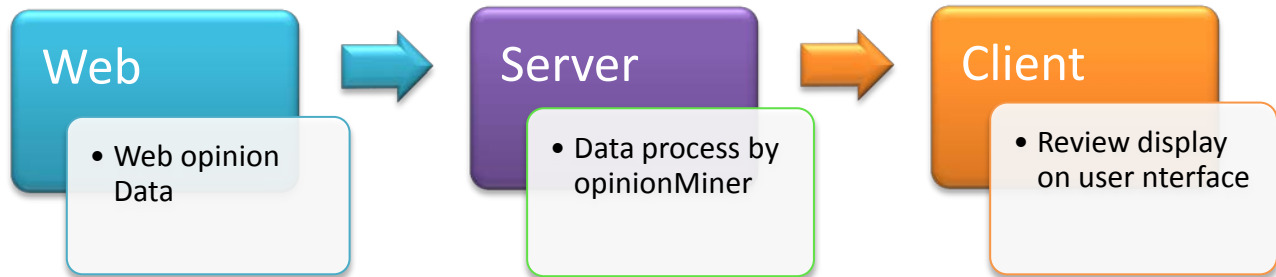 Web
• Web opinion
Data
Server
• Data process by
opinionMiner
Client
• Review display
on user nterface